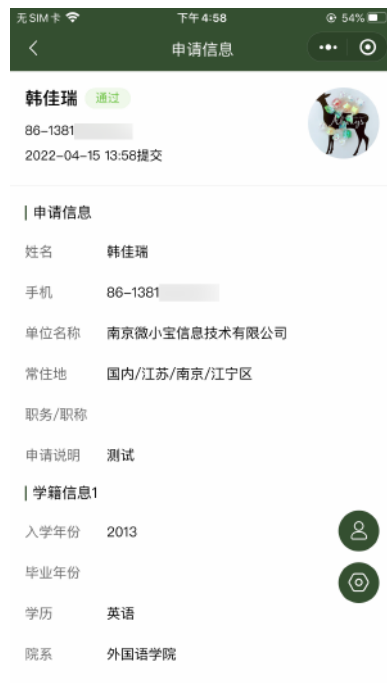 无SIM卡
下午4:58
54%
申请信息
韩佳瑞 通过
86-1381
2022-04-15 13:58提交
申请信息
姓名 韩佳瑞
手机 86-1381
单位名称 南京微小宝信息技术有限公司
常住地 国内/江苏/南京/江宁区
职务/职称
申请说明 测试
学籍信息1
入学年份 2013
毕业年份
学历 英语
院系 外国语学院